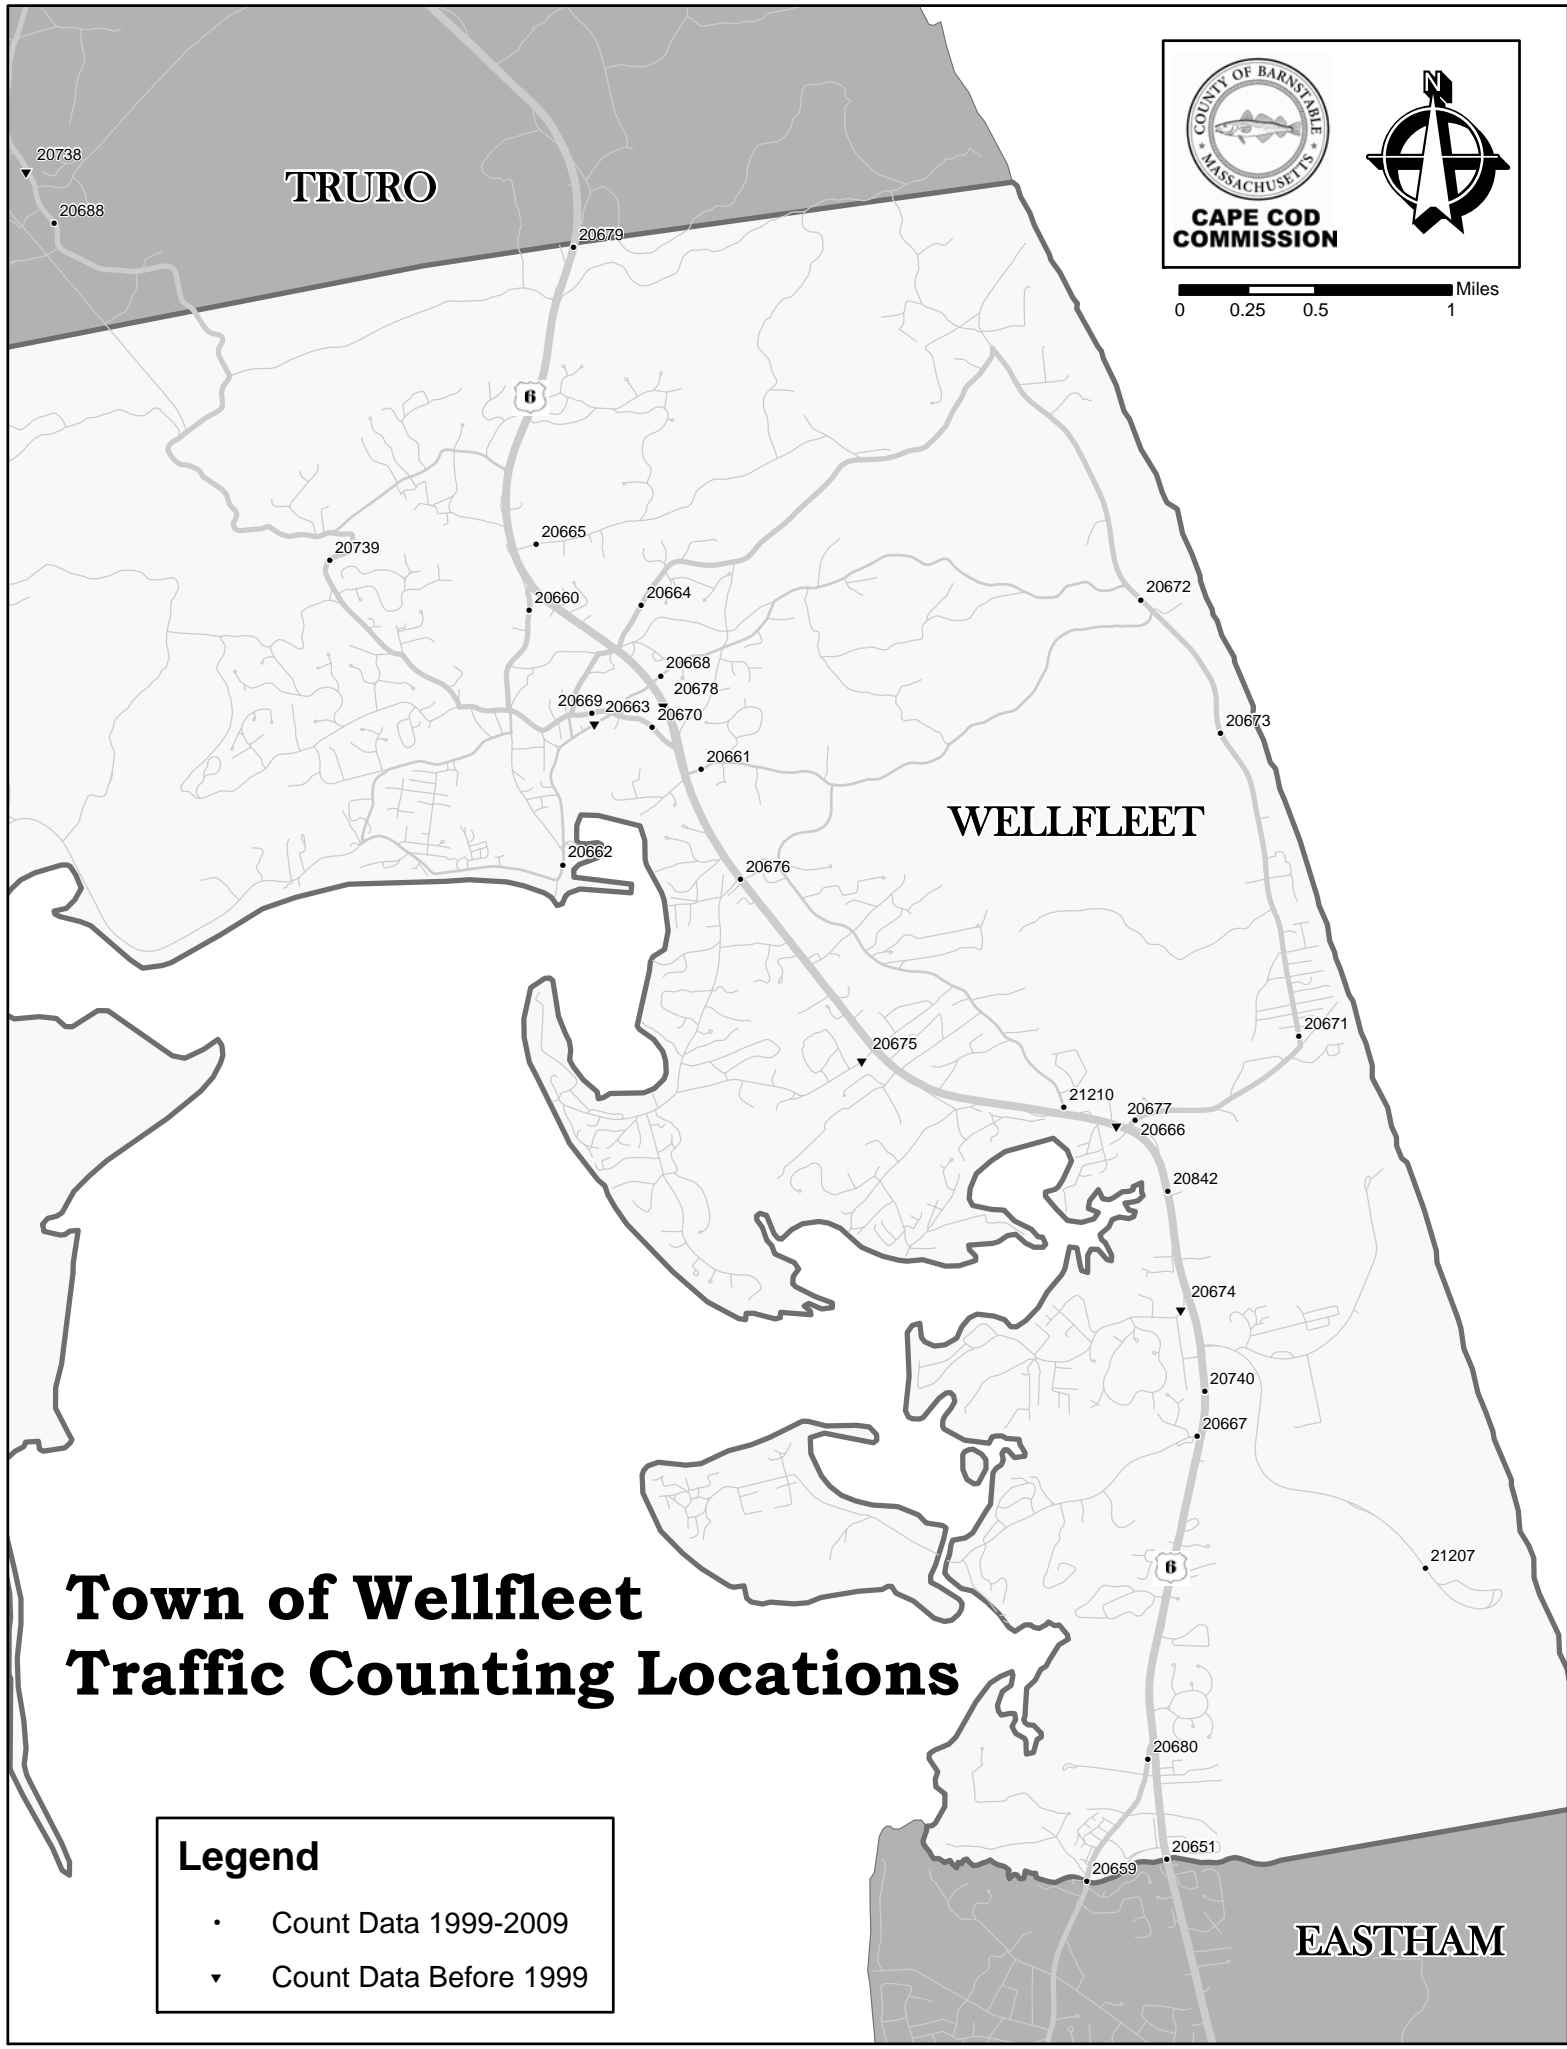 COUNTY OF BARNSTABLE
MASSACHUSETTS
N
CAPE COD
COMMISSION
Miles
0 0.25 0.5 1
20738
TRURO
20688
20679
6
20665
20739
20660
20664
20672
20668
20678
20669
20663
20670
20673
20661
WELLFLEET
20662
20676
20671
20675
21210
20677
20666
20842
20674
20740
20667
21207
6
Town of Wellfleet
Traffic Counting Locations
20680
20651
20659
Legend
Count Data 1999-2009
Count Data Before 1999
EASTHAM